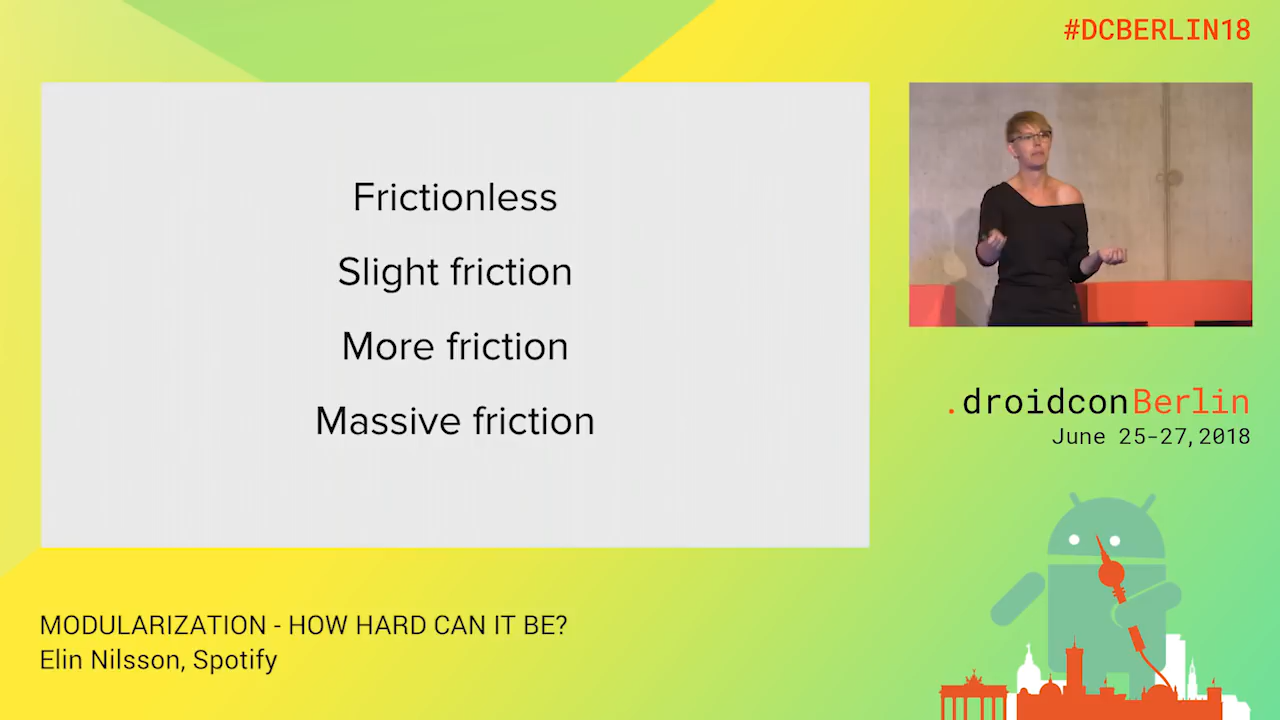 #DCBERLIN18
Frictionless
Slight friction
More friction
Massive friction
.droidconBerlin
June 25-27,2018
MODULARIZATION - HOW HARD CAN IT BE?
Elin Nilsson, Spotify